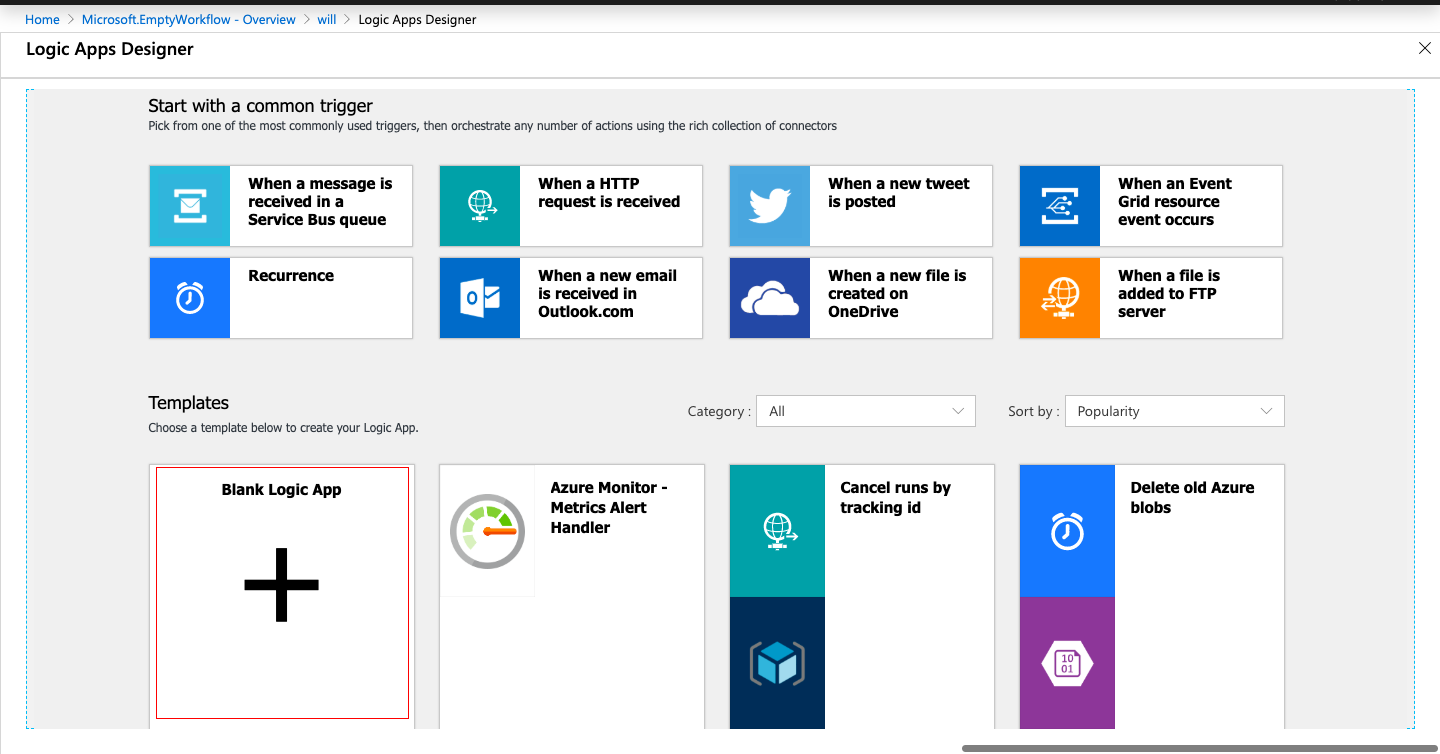 Home > Microsoft.EmptyWorkflow - Overview > will > Logic Apps Designer
Logic Apps Designer
Start with a common trigger
Pick from one of the most commonly used triggers, then orchestrate any number of actions using the rich collection of connectors
When a message is
received in a
Service Bus queue
When a HTTP
request is received
When a new tweet
is posted
When an Event
Grid resource
event occurs
Recurrence
When a new email
is received in
Outlook.com
When a new file is
created on
OneDrive
When a file is
added to FTP
server
Templates
Choose a template below to create your Logic App.
Category : All
Sort by : Popularity
Blank Logic App
Azure Monitor -
Metrics Alert
Handler
Cancel runs by
tracking id
Delete old Azure
blobs
10
01